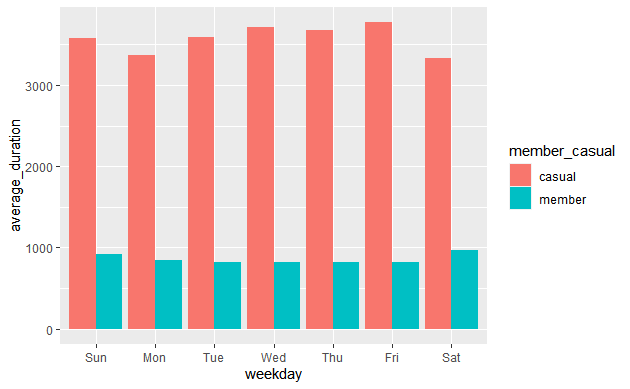 3000
2000
1000
0
average_duration
Sun Mon Tue Wed Thu Fri Sat
weekday
member_casual
casual
member